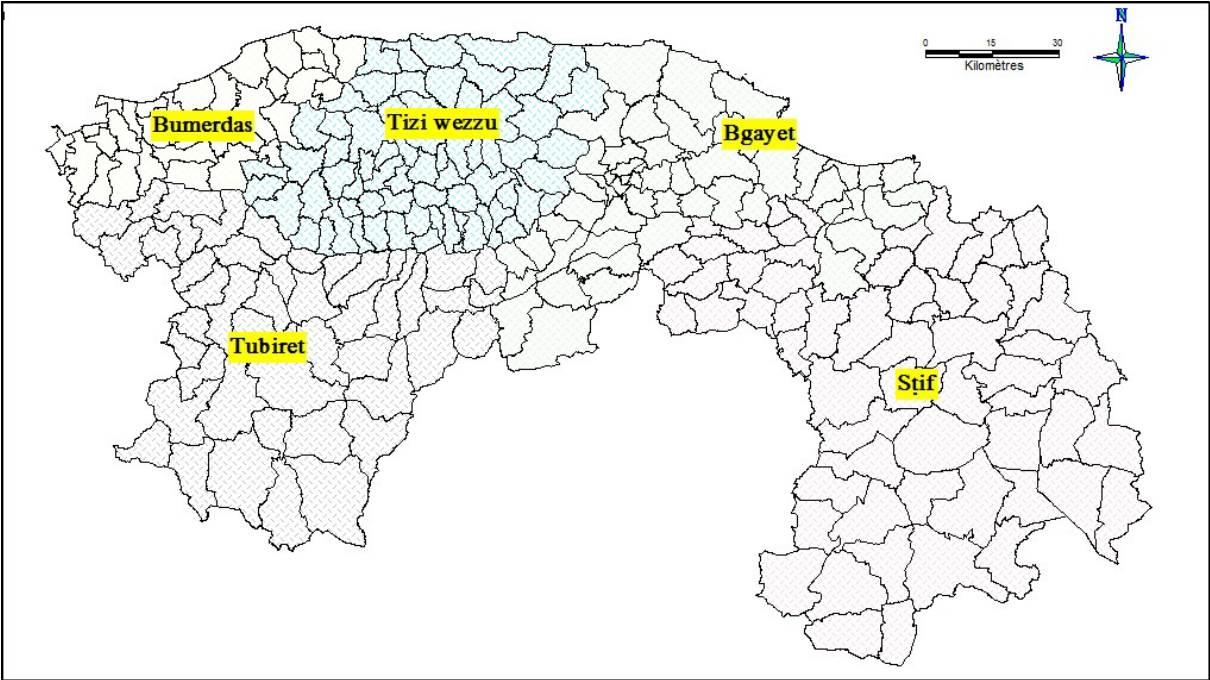 N
0 15 30
Kilomètres
Bumerdas
Tizi wezzu
Bgayet
Tubiret
Sṭif